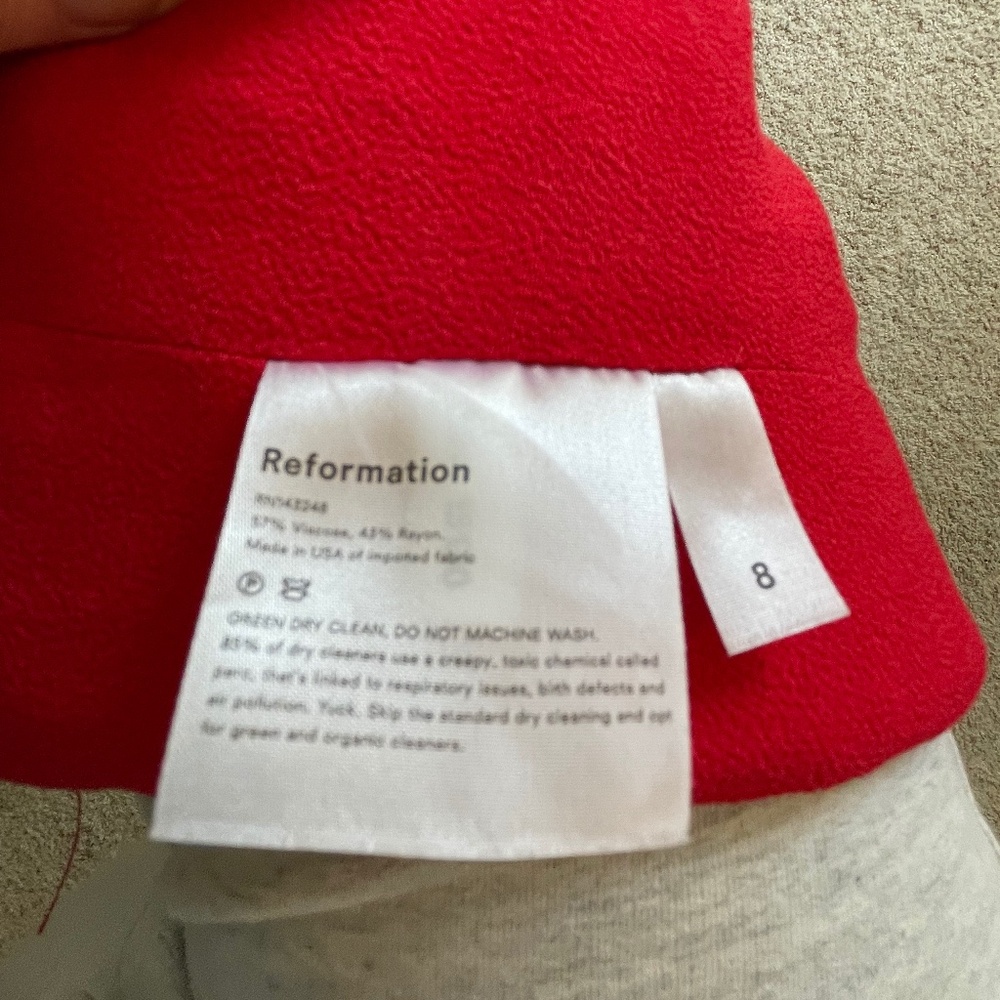 Reformation
RN143248
57% Viscose, 43% Rayon.
Made in USA of imported fabric
P
GREEN DRY CLEAN, DO NOT MACHINE WASH.
85% of dry cleaners use a creepy, toxic chemical called
perc, that's linked to respiratory issues, bith defects and
air pollution. Yuck. Skip the standard dry cleaning and opt
for green and organic cleaners.
8